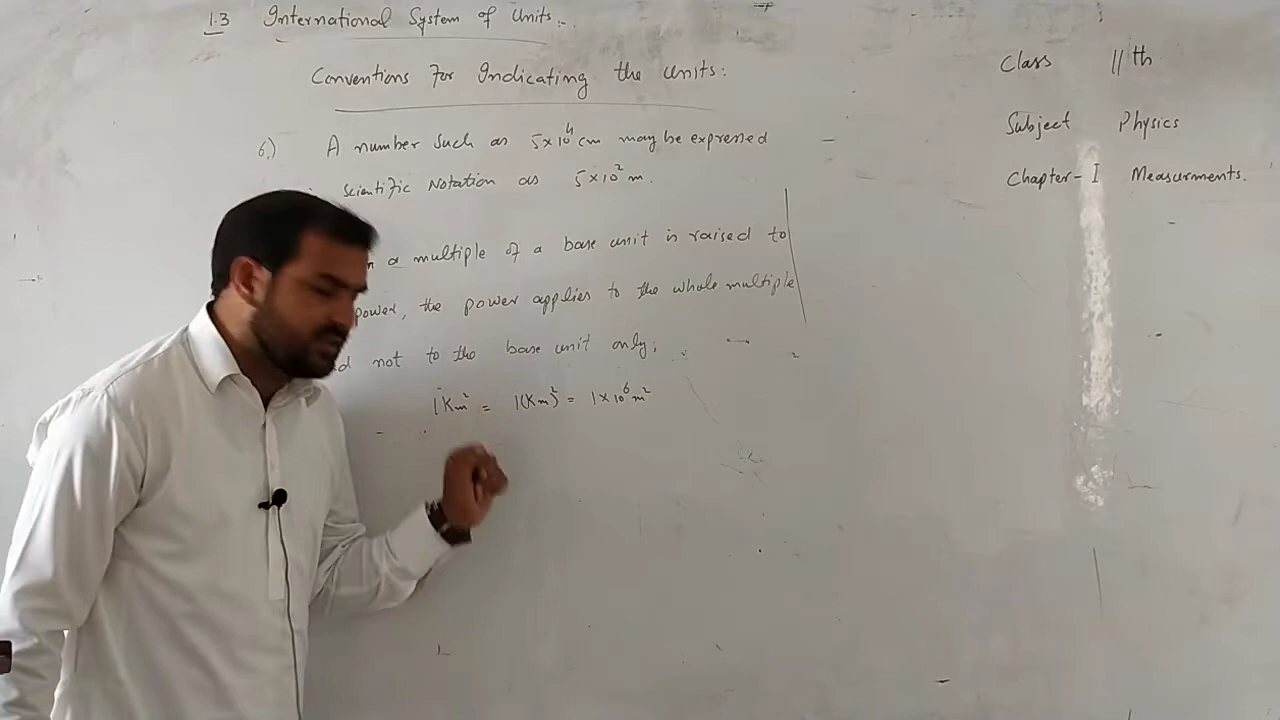 1.3 International System of Units.
Conventions For Indicating the Units:
6.) A number Such as 5×10⁴ cm may be expressed
Scientific Notation as 5×10² m.
a multiple of a base unit is raised to
power, the power applies to the whole multiple
not to the base unit only;
1Km² = 1(Km)² = 1×10⁶ m²
Class 11th
Subject Physics
Chapter-I Measurments.